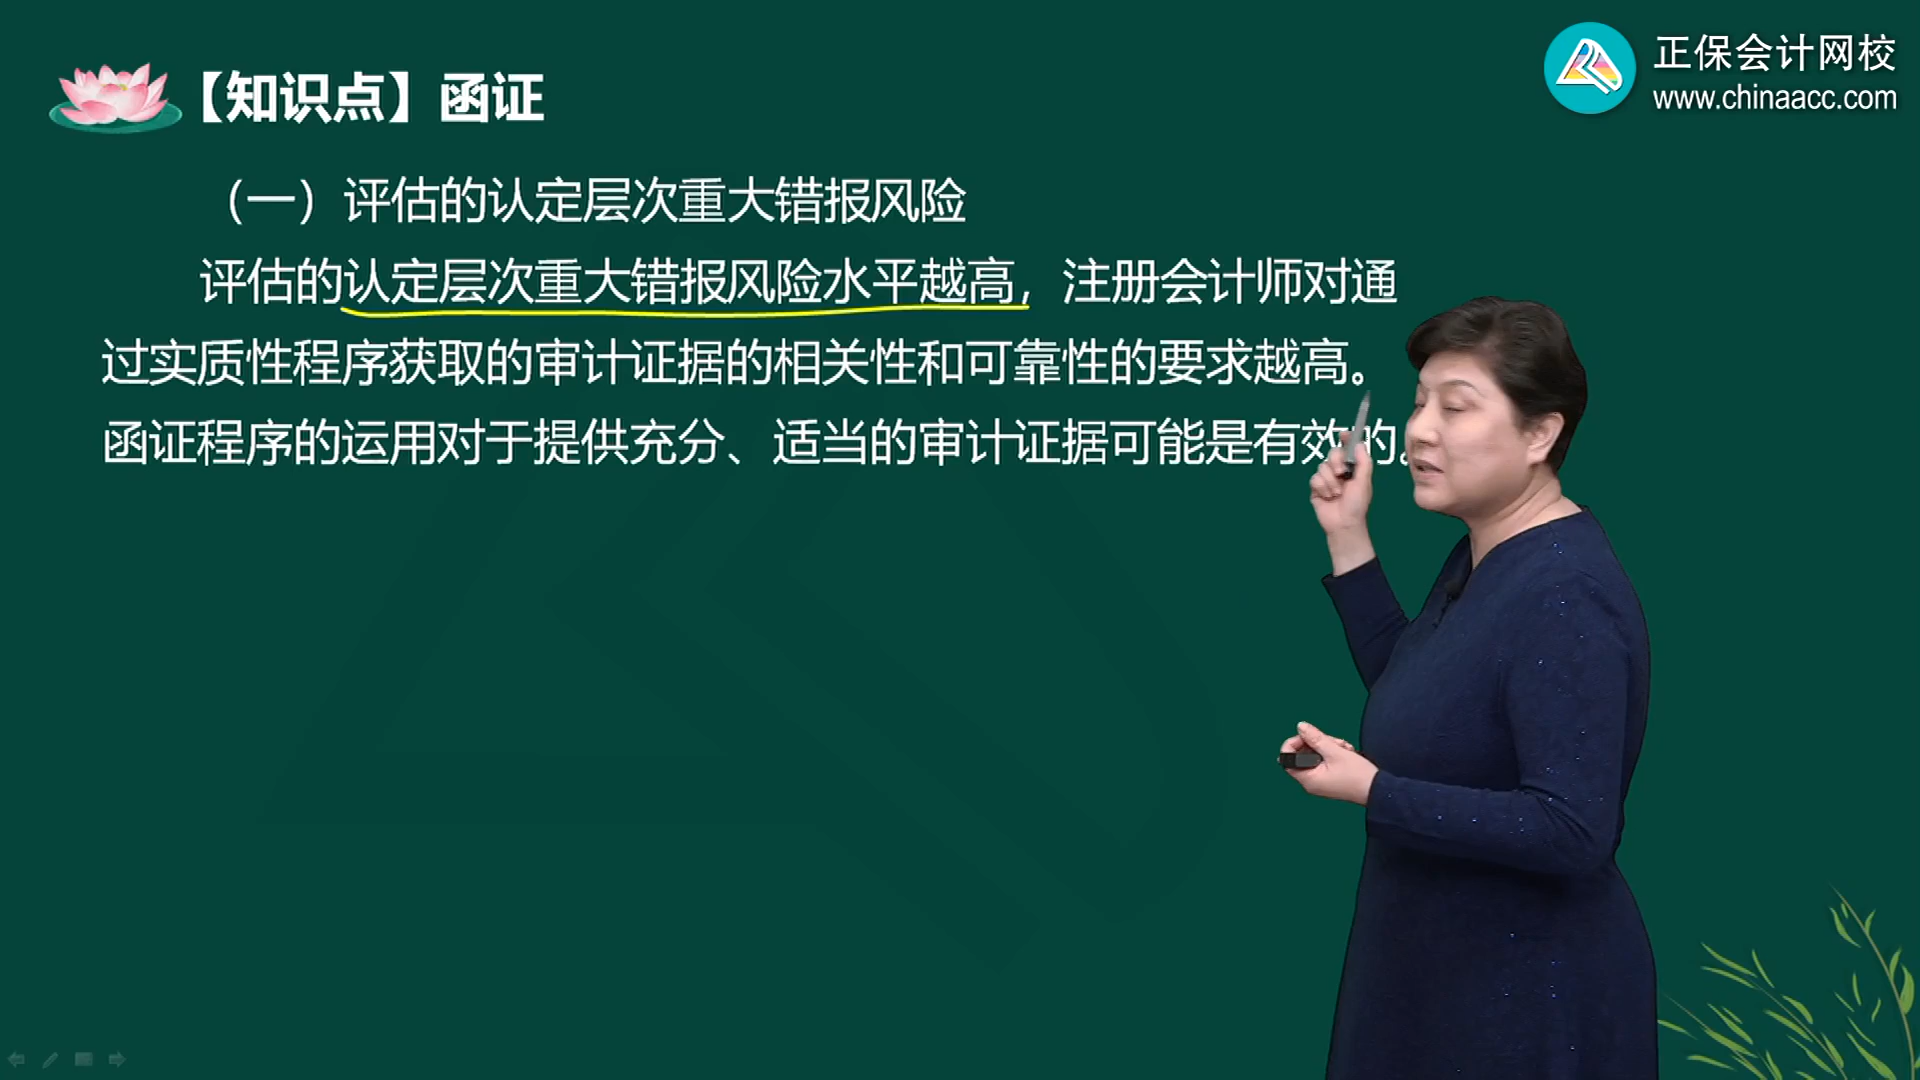 正保会计网校
www.chinaacc.com
【知识点】函证
（一）评估的认定层次重大错报风险
评估的认定层次重大错报风险水平越高，注册会计师对通
过实质性程序获取的审计证据的相关性和可靠性的要求越高。
函证程序的运用对于提供充分、适当的审计证据可能是有效的。